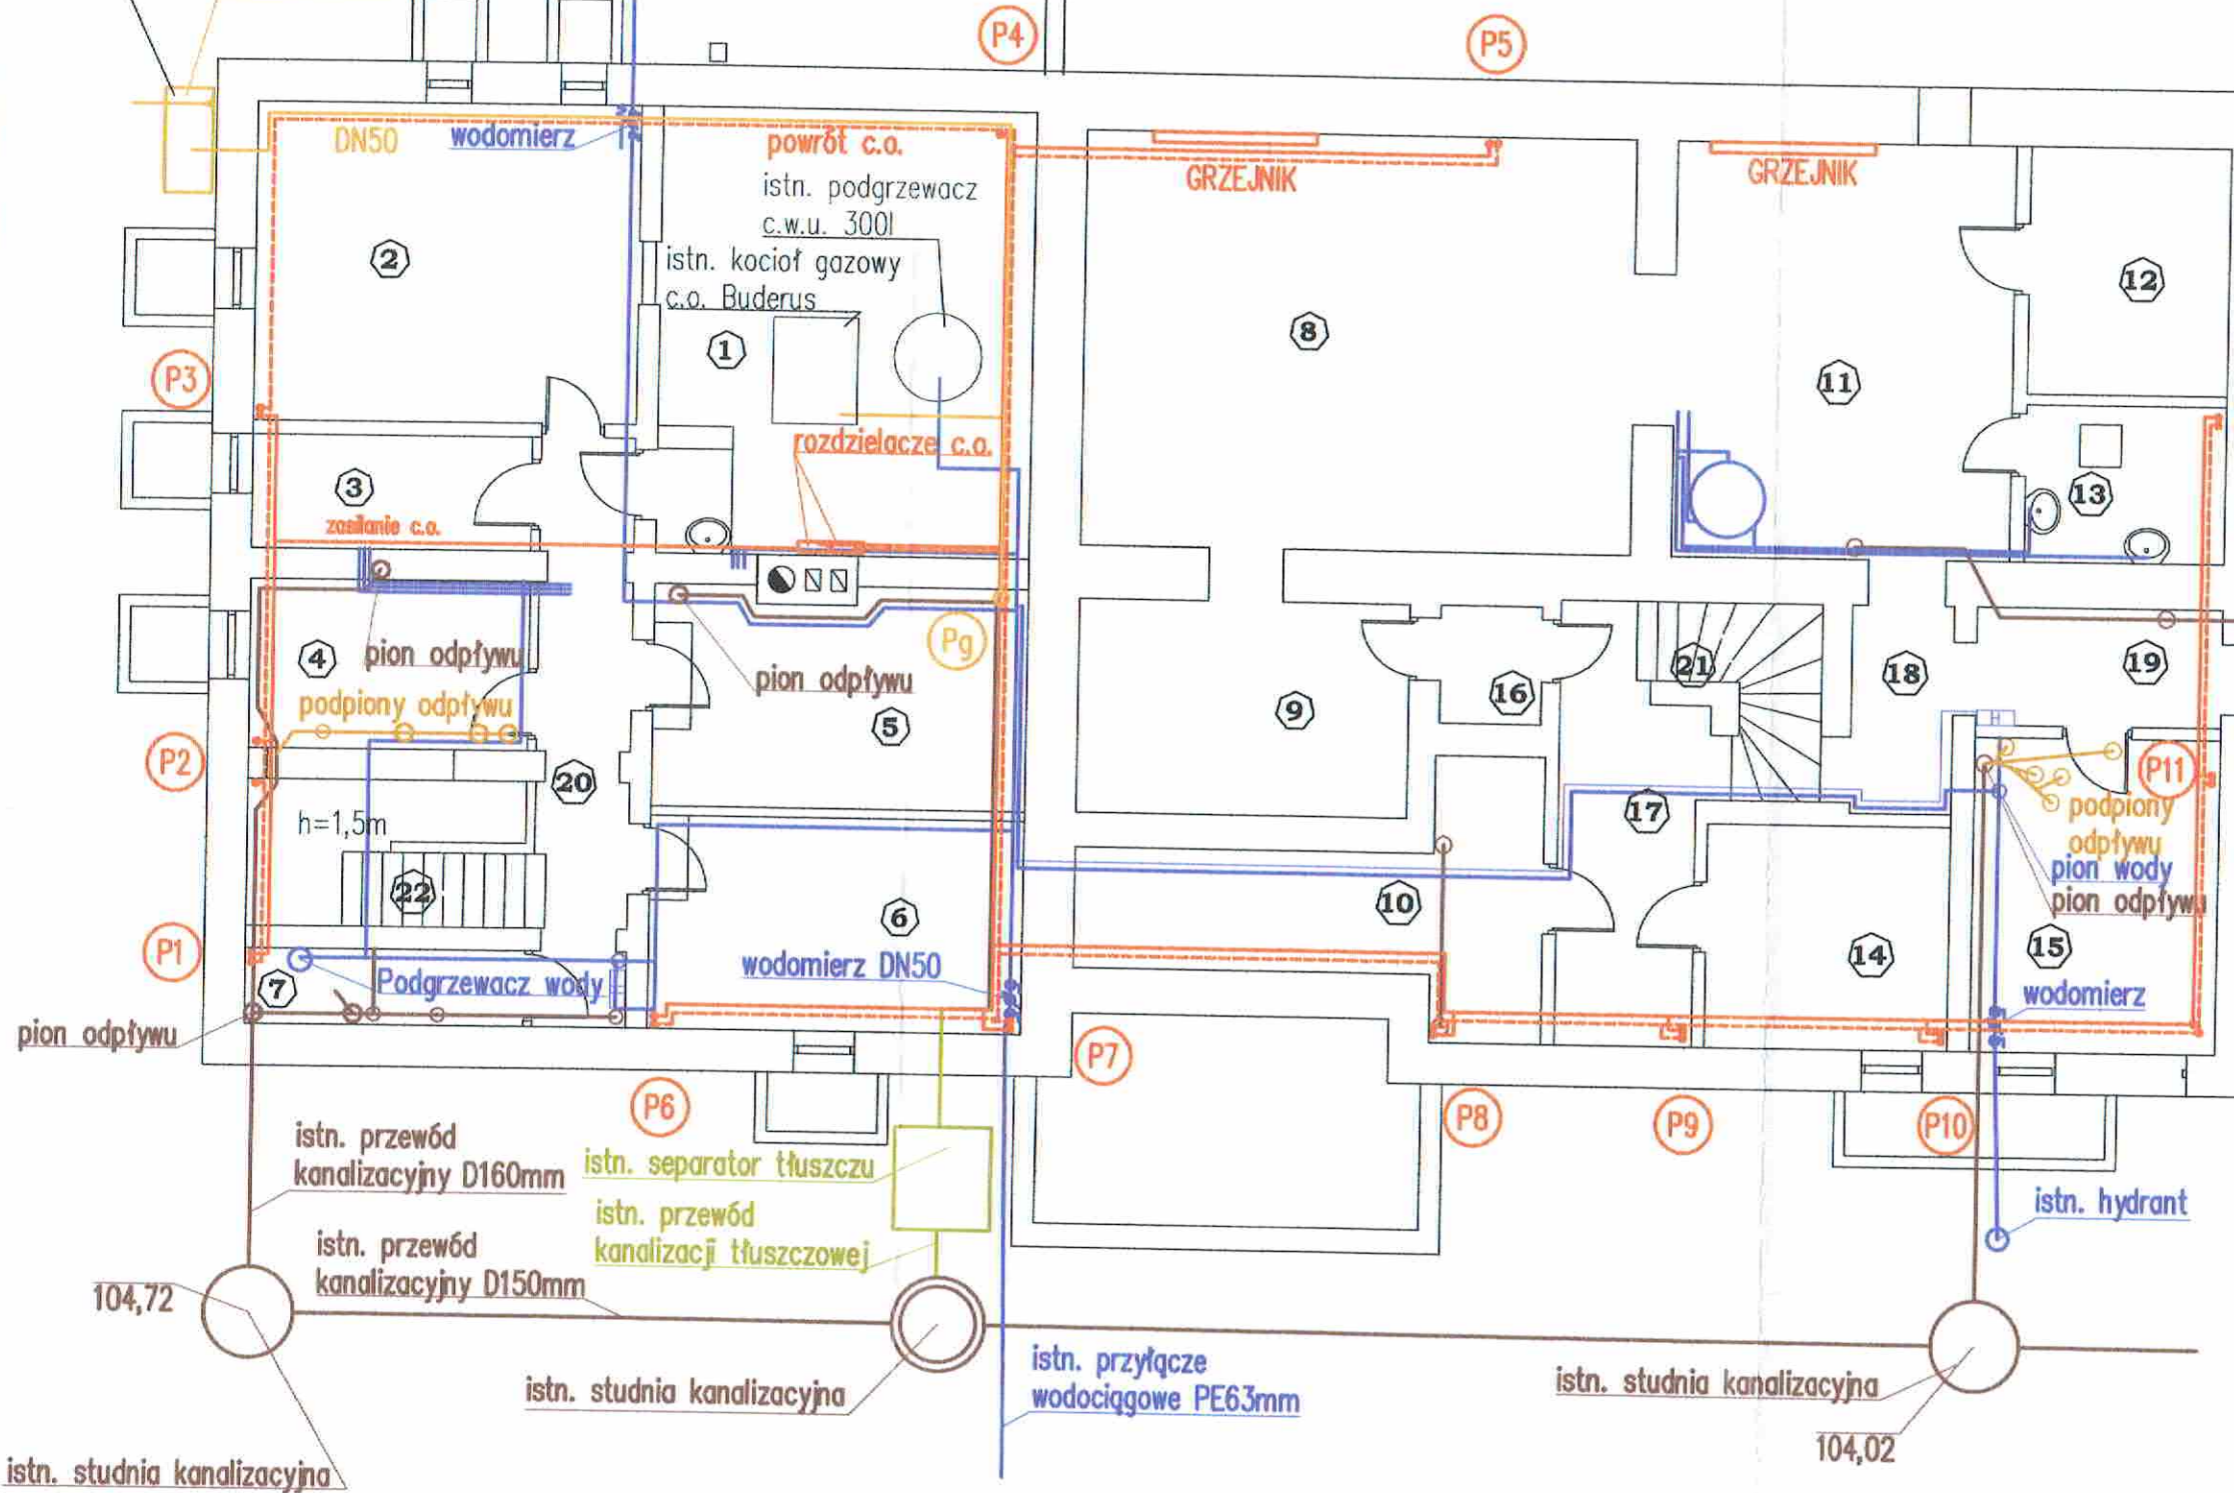 P4
P5
DN50
wodomierz
powrót c.o.
istn. podgrzewacz
c.w.u. 300l
GRZEJNIK
GRZEJNIK
2
istn. kocioł gazowy
c.o. Buderus
12
1
8
P3
11
rozdzielacze c.o.
3
13
zasilanie c.o.
4
pion odpływu
Pg
pion odpływu
podpiony odpływu
5
9
16
21
18
19
P2
20
P11
h=1,5m
17
podpiony
odpływu
pion wody
pion odpływu
22
6
10
P1
14
15
7
Podgrzewacz wody
wodomierz DN50
wodomierz
pion odpływu
P7
P6
P8
P9
P10
istn. przewód
kanalizacyjny D160mm
istn. separator tłuszczu
istn. przewód
kanalizacji tłuszczowej
istn. hydrant
istn. przewód
kanalizacyjny D150mm
104,72
istn. studnia kanalizacyjna
istn. przyłącze
wodociągowe PE63mm
istn. studnia kanalizacyjna
104,02
istn. studnia kanalizacyjna